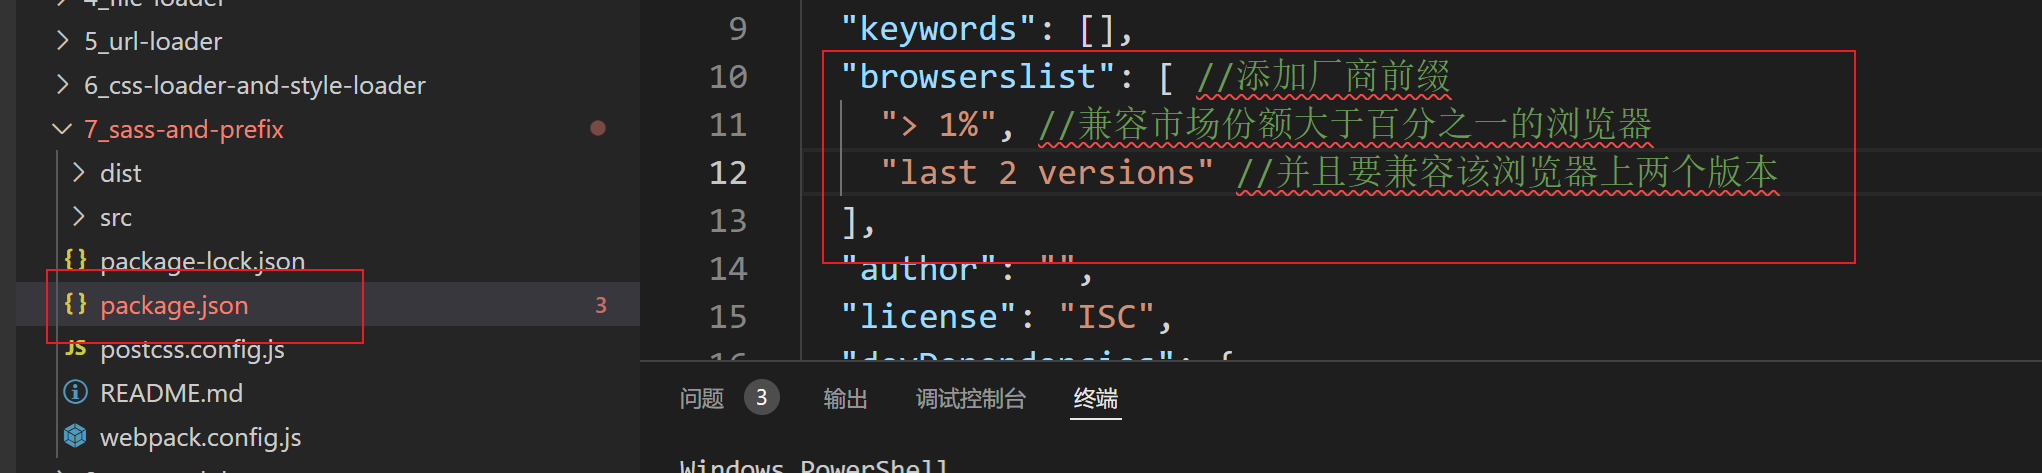 4_file-loader
5_url-loader
6_css-loader-and-style-loader
7_sass-and-prefix
dist
src
package-lock.json
package.json 3
postcss.config.js
README.md
webpack.config.js
9 "keywords": [],
10 "browserslist": [ //添加厂商前缀
11 "> 1%", //兼容市场份额大于百分之一的浏览器
12 "last 2 versions" //并且要兼容该浏览器上两个版本
13 ],
14 "author": "",
15 "license": "ISC",
16 "devDependencies": {
问题 3 输出 调试控制台 终端
Windows PowerShell